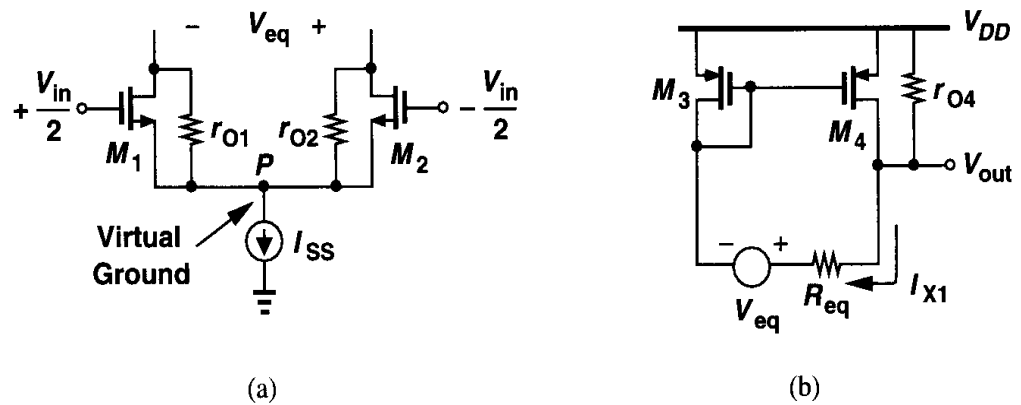 − V_eq +
+ V_in/2
− V_in/2
r_O1
r_O2
M_1
M_2
P
Virtual
Ground
I_SS
(a)
V_DD
M_3
M_4
r_O4
V_out
− +
V_eq
R_eq
I_X1
(b)